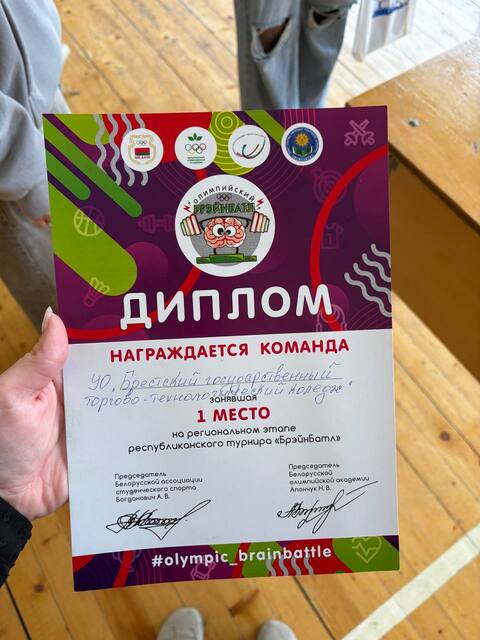 ОЛИМПИЙСКИЙ
БРЭЙНБАТЛ
ДИПЛОМ
НАГРАЖДАЕТСЯ КОМАНДА
УО „Брестский государственный
торгово-технологический коледж"
занявшая
1 МЕСТО
на региональном этапе
республиканского турнира «БрэйнБатл»
Председатель
Белорусской ассоциации
студенческого спорта
Богданович А. В.
Председатель
Белорусской
олимпийской академии
Апончук Н. В.
#olympic_brainbattle